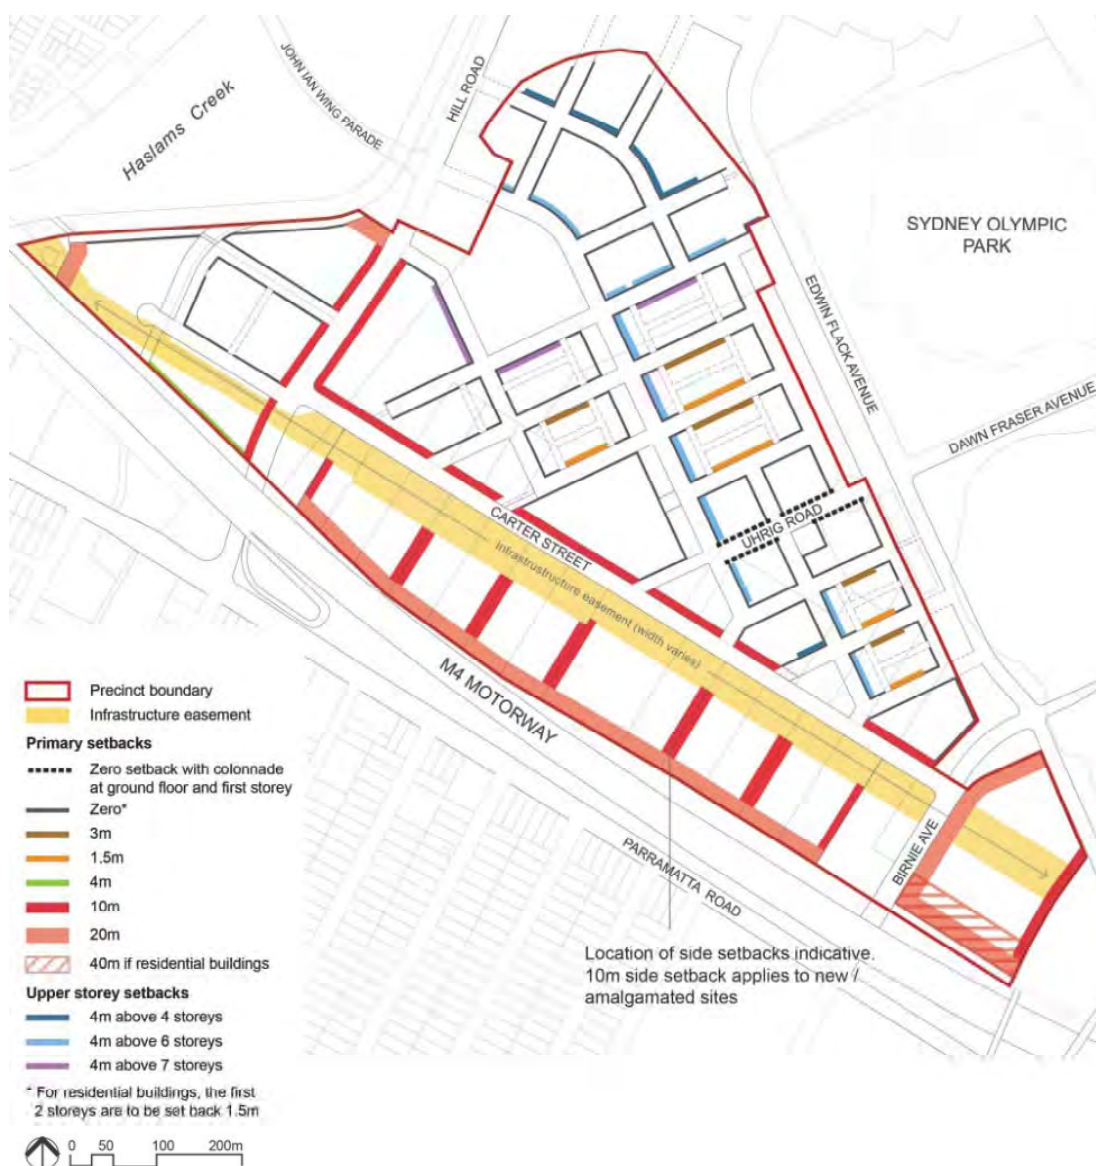 JOHN IAN WING PARADE
HILL ROAD
Haslams Creek
SYDNEY OLYMPIC
PARK
EDWIN FLACK AVENUE
DAWN FRASER AVENUE
CARTER STREET
UHRIG ROAD
Infrastrusture easement (width varies)
M4 MOTORWAY
BIRNIE AVE
PARRAMATTA ROAD
Location of side setbacks indicative.
10m side setback applies to new /
amalgamated sites
Precinct boundary
Infrastructure easement
Primary setbacks
Zero setback with colonnade
at ground floor and first storey
Zero*
3m
1.5m
4m
10m
20m
40m if residential buildings
Upper storey setbacks
4m above 4 storeys
4m above 6 storeys
4m above 7 storeys
* For residential buildings, the first
2 storeys are to be set back 1.5m
0 50 100 200m